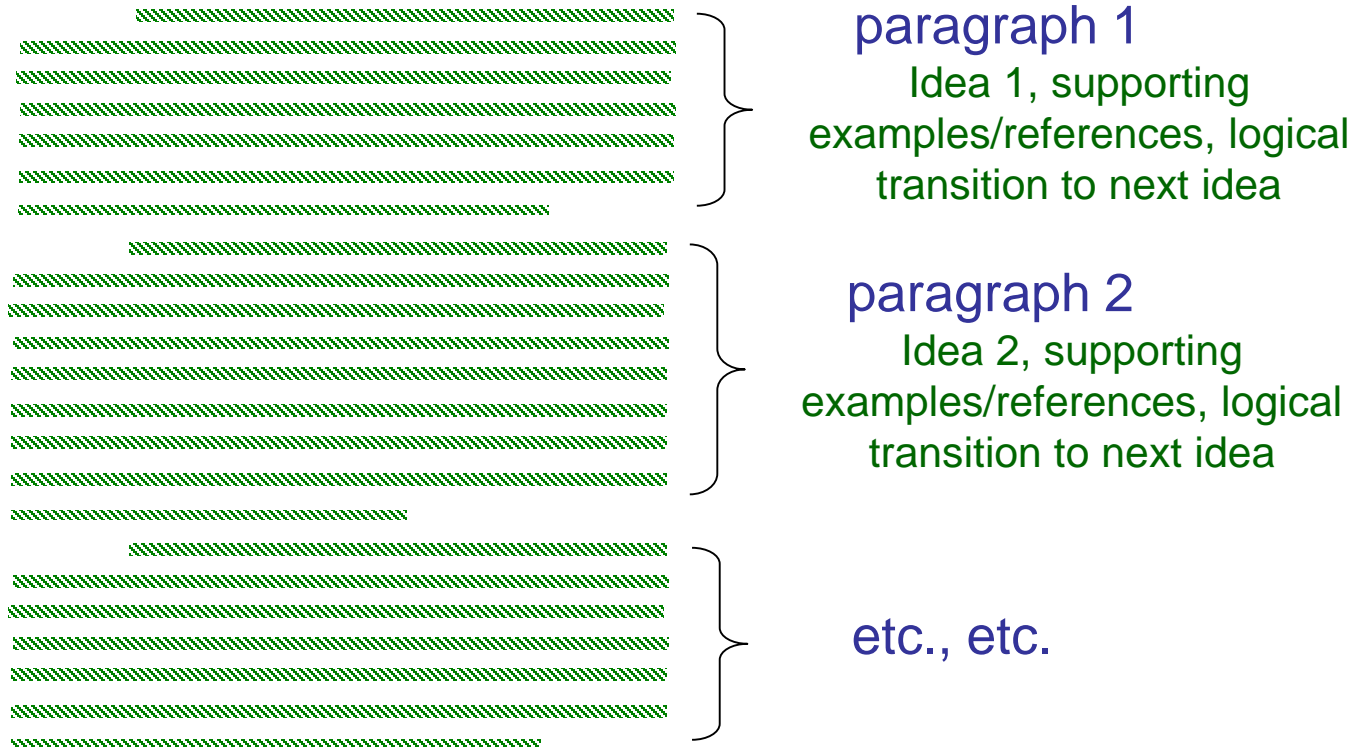 paragraph 1
Idea 1, supporting
examples/references, logical
transition to next idea
paragraph 2
Idea 2, supporting
examples/references, logical
transition to next idea
etc., etc.